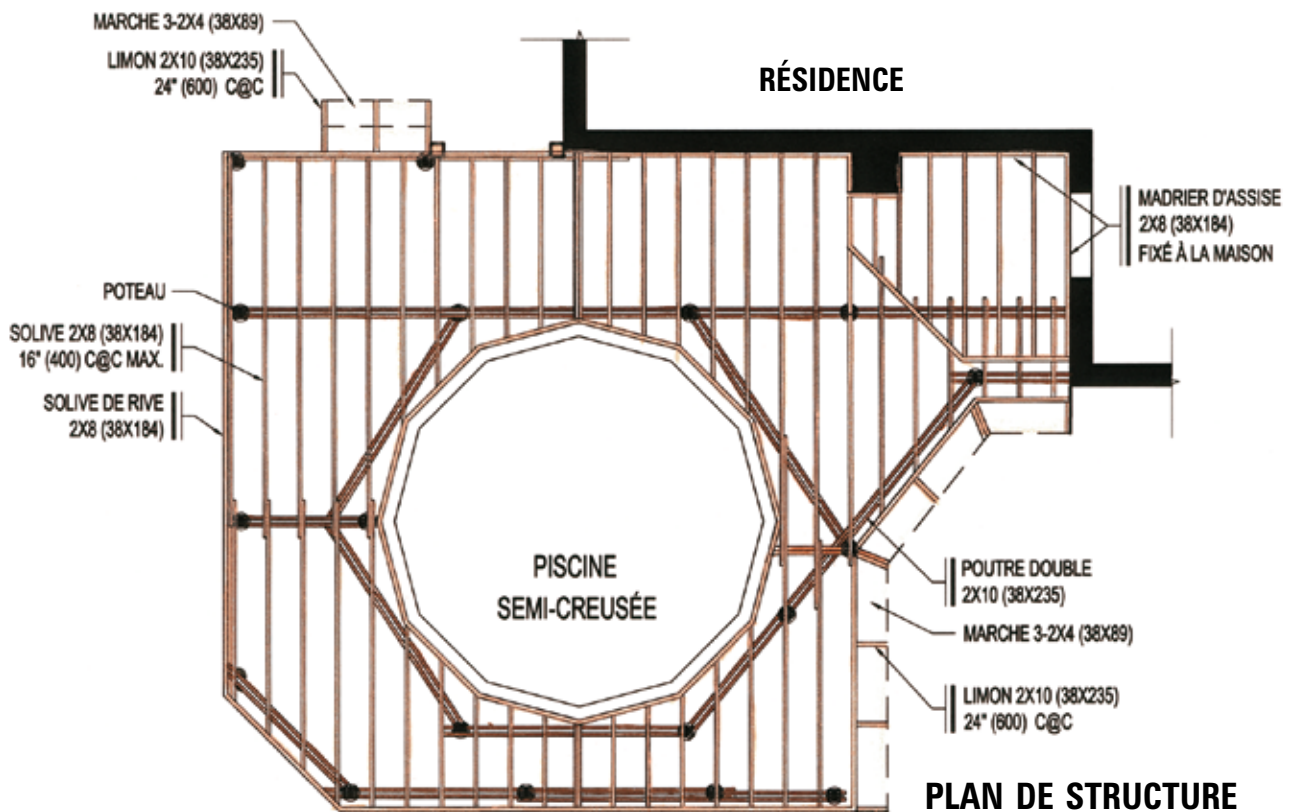 MARCHE 3-2X4 (38X89)
LIMON 2X10 (38X235)
24" (600) C@C
RÉSIDENCE
MADRIER D'ASSISE
2X8 (38X184)
FIXÉ À LA MAISON
POTEAU
SOLIVE 2X8 (38X184)
16" (400) C@C MAX.
SOLIVE DE RIVE
2X8 (38X184)
PISCINE
SEMI-CREUSÉE
POUTRE DOUBLE
2X10 (38X235)
MARCHE 3-2X4 (38X89)
LIMON 2X10 (38X235)
24" (600) C@C
PLAN DE STRUCTURE